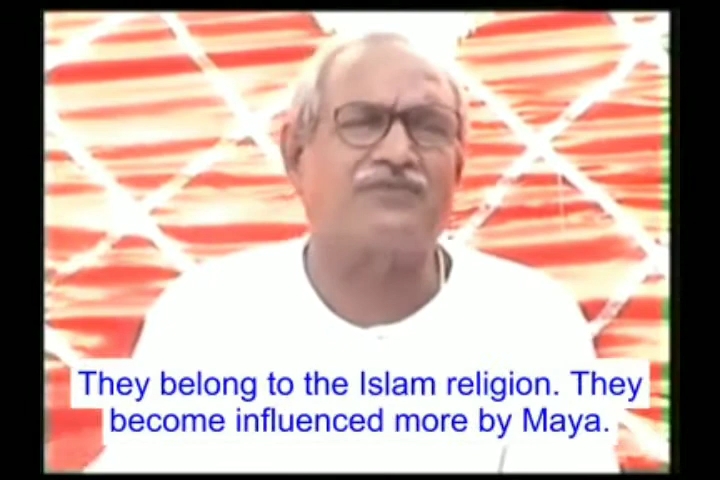 They belong to the Islam religion. They
become influenced more by Maya.